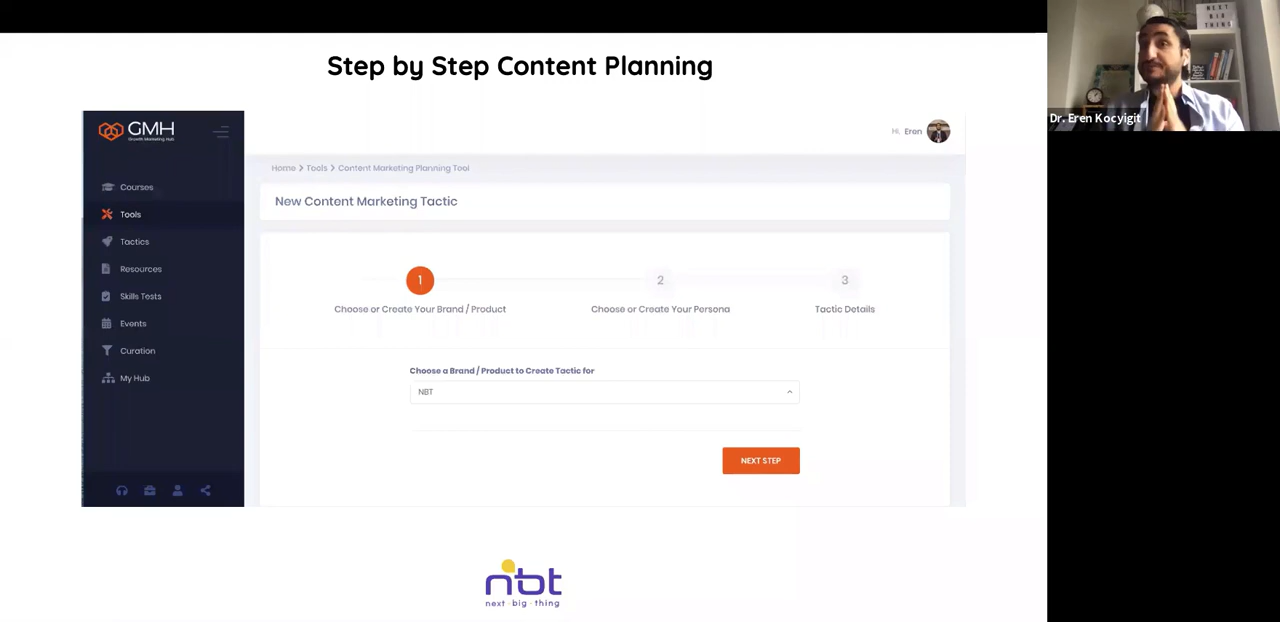 Step by Step Content Planning
NEXT
BIG
THING
Dr. Eren Kocyigit
GMH
Growth Marketing Hub
Hi, Eren
Courses
Tools
Tactics
Resources
Skills Tests
Events
Curation
My Hub
Home > Tools > Content Marketing Planning Tool
New Content Marketing Tactic
1
2
3
Choose or Create Your Brand / Product
Choose or Create Your Persona
Tactic Details
Choose a Brand / Product to Create Tactic for
NBT
NEXT STEP
nbt
next · big · thing